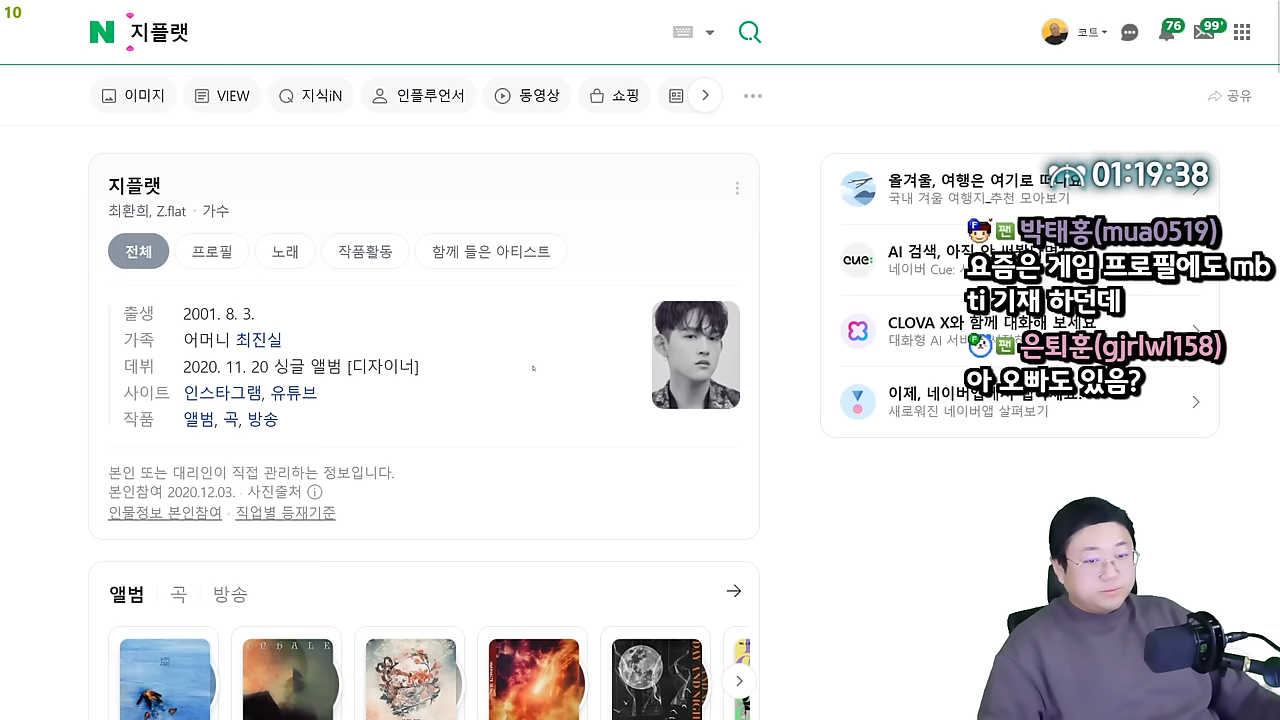 10
N 지플랫
코트
76
99+
이미지
VIEW
지식iN
인플루언서
동영상
쇼핑
공유
지플랫
최환희, Z.flat · 가수
전체
프로필
노래
작품활동
함께 들은 아티스트
출생 2001. 8. 3.
가족 어머니 최진실
데뷔 2020. 11. 20 싱글 앨범 [디자이너]
사이트 인스타그램, 유튜브
작품 앨범, 곡, 방송
본인 또는 대리인이 직접 관리하는 정보입니다.
본인참여 2020.12.03. · 사진출처
인물정보 본인참여 · 직업별 등재기준
앨범
곡
방송
INHALE
DAY AND NIGHT
올겨울, 여행은 여기로
국내 겨울 여행지 추천 모아보기
01:19:38
cue:
AI 검색, 아직 안
네이버 Cue:
CLOVA X와 함께 대화해 보세요
대화형 AI
이제, 네이버앱에서
새로워진 네이버앱 살펴보기
팬 박태홍(mua0519)
요즘은 게임 프로필에도 mb
ti 기재 하던데
팬 은퇴훈(gjrlwl158)
아 오빠도 있음?